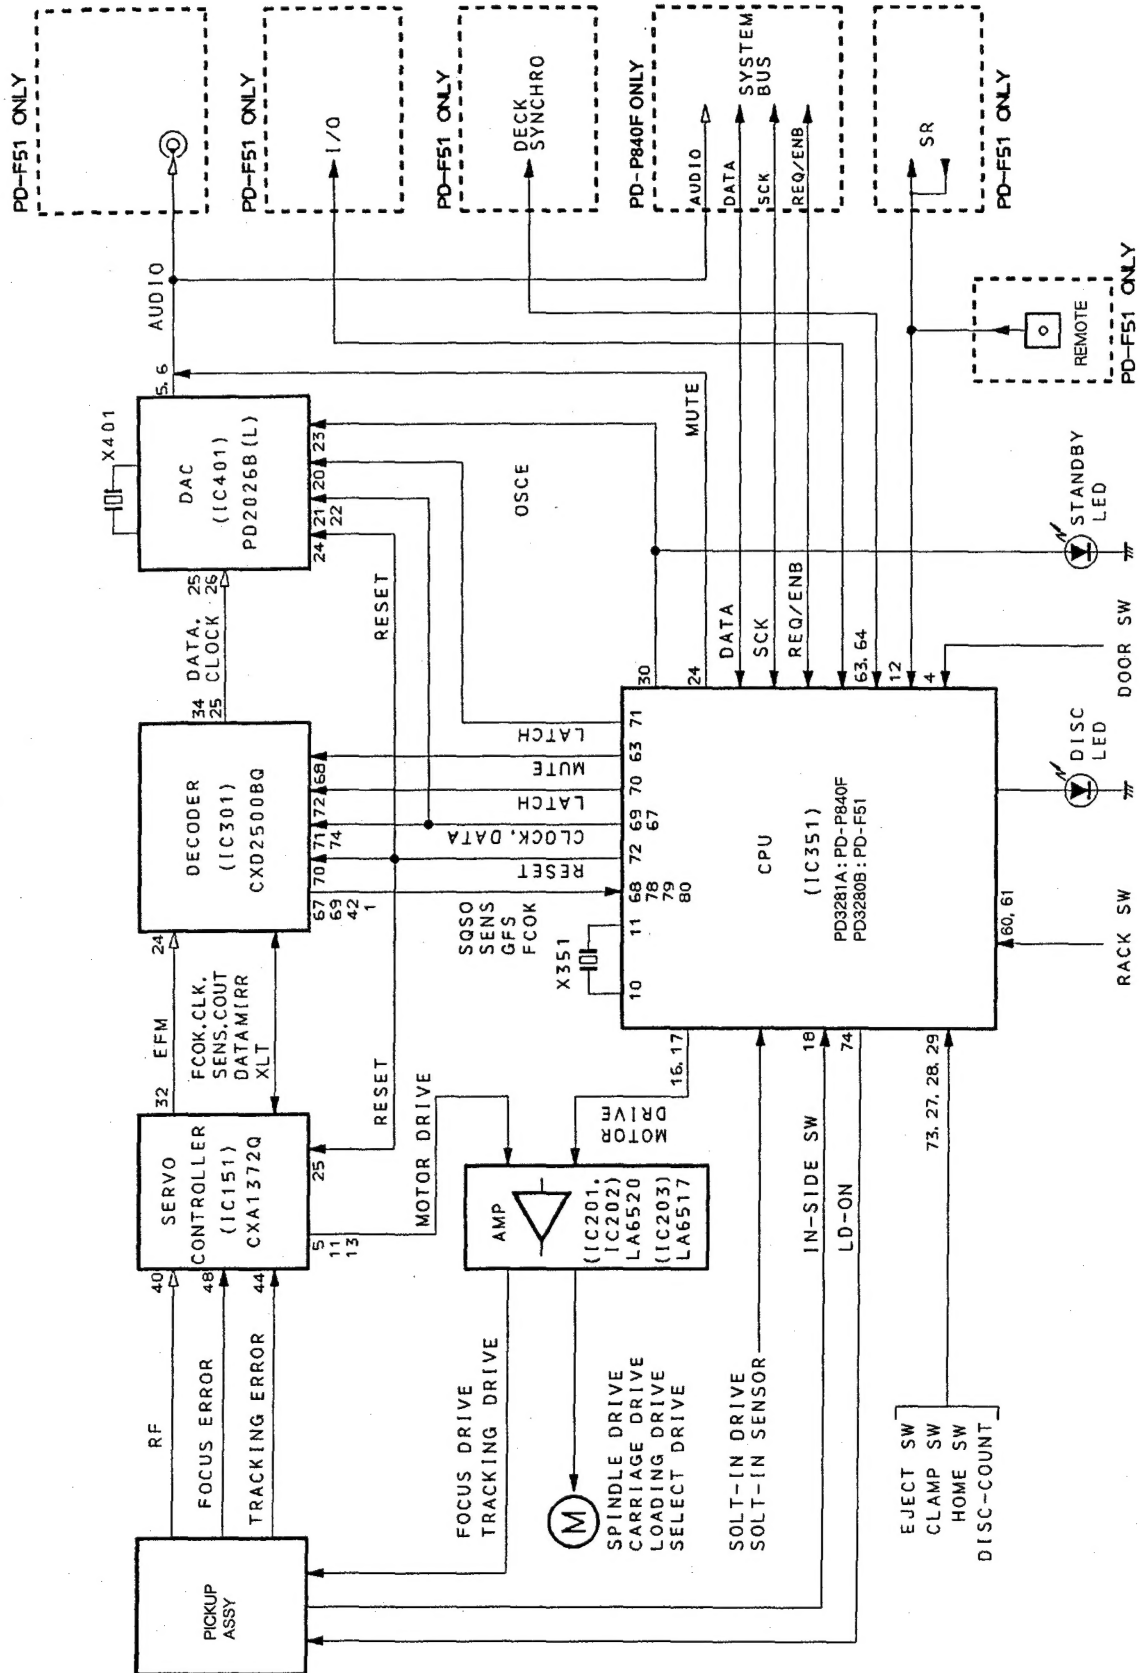 PD-F51 ONLY
PD-F51 ONLY
I/O
PD-F51 ONLY
DECK
SYNCHRO
PD-P840F ONLY
AUDIO
DATA
SCK
REQ/ENB
SYSTEM
BUS
SR
PD-F51 ONLY
REMOTE
PD-F51 ONLY
AUDIO
5, 6
X401
DAC
(IC401)
PD2026B(L)
23
20
21
22
24
25
26
OSCE
MUTE
STANDBY
LED
RESET
DATA,
CLOCK
34
25
DECODER
(IC301)
CXD2500BQ
68
72
71
74
70
67
69
42
1
24
LATCH
MUTE
LATCH
CLOCK, DATA
RESET
SQSO
SENS
GFS
FCOK
DATA
SCK
REQ/ENB
30
24
63, 64
12
4
71
63
70
69
67
72
68
78
79
80
11
10
X351
CPU
(IC351)
PD3281A: PD-P840F
PD3280B: PD-F51
60, 61
DOOR SW
DISC
LED
RACK SW
16, 17
18
74
73, 27, 28, 29
EFM
FCOK.CLK.
SENS.COUT
DATAMIRR
XLT
32
SERVO
CONTROLLER
(IC151)
CXA1372Q
25
5
11
13
40
48
44
RESET
MOTOR DRIVE
MOTOR
DRIVE
AMP
(IC201,
IC202)
LA6520
(IC203)
LA6517
IN-SIDE SW
LD-ON
RF
FOCUS ERROR
TRACKING ERROR
FOCUS DRIVE
TRACKING DRIVE
M
SPINDLE DRIVE
CARRIAGE DRIVE
LOADING DRIVE
SELECT DRIVE
SOLT-IN DRIVE
SOLT-IN SENSOR
EJECT SW
CLAMP SW
HOME SW
DISC-COUNT
PICKUP
ASSY